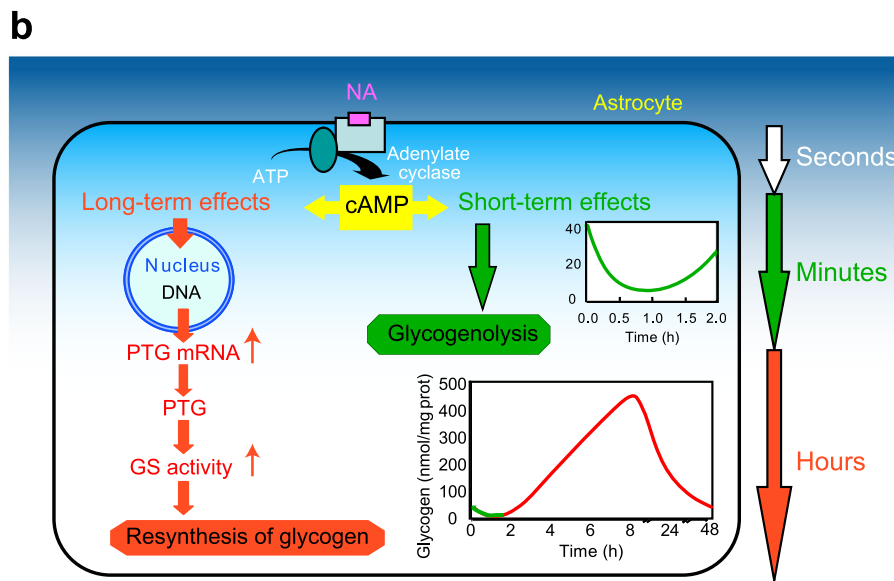 b
NA
Astrocyte
ATP
Adenylate
cyclase
Seconds
Long-term effects
cAMP
Short-term effects
40
20
0
0.0 0.5 1.0 1.5 2.0
Time (h)
Minutes
Nucleus
DNA
Glycogenolysis
PTG mRNA
PTG
GS activity
Resynthesis of glycogen
Glycogen (nmol/mg prot)
500
400
300
200
100
0
0 2 4 6 8 24 48
Time (h)
Hours